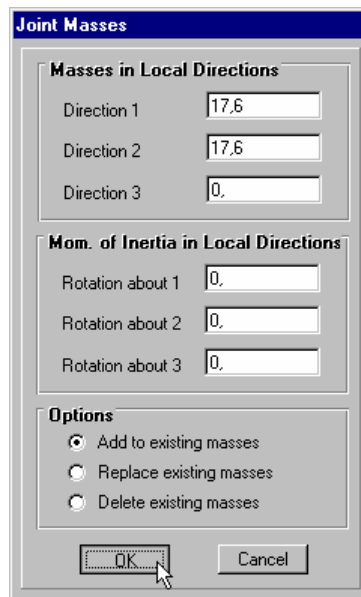 Joint Masses
Masses in Local Directions
Direction 1 17,6
Direction 2 17,6
Direction 3 0,
Mom. of Inertia in Local Directions
Rotation about 1 0,
Rotation about 2 0,
Rotation about 3 0,
Options
Add to existing masses
Replace existing masses
Delete existing masses
OK Cancel